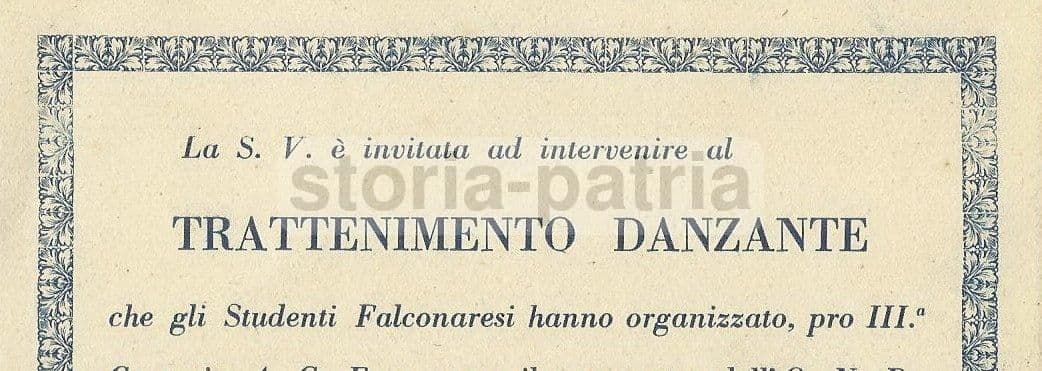 La S. V. è invitata ad intervenire al
storia-patria
TRATTENIMENTO DANZANTE
che gli Studenti Falconaresi hanno organizzato, pro III.ª